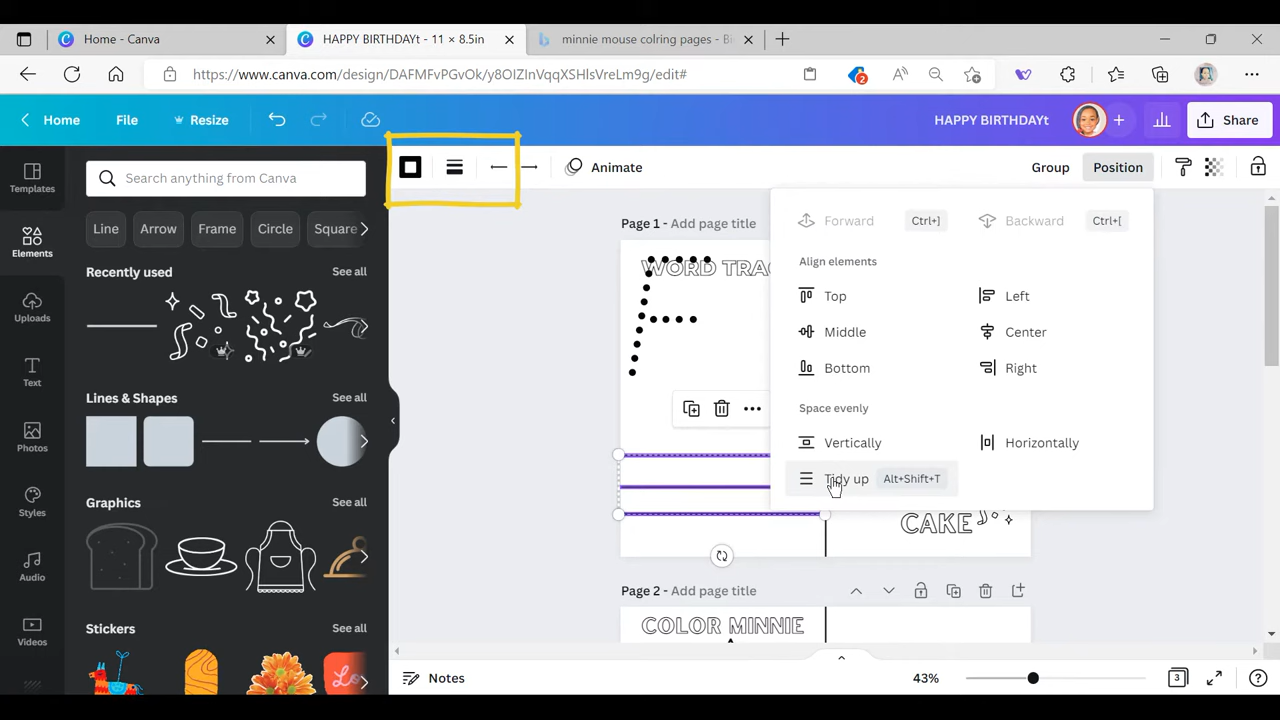 Home - Canva
HAPPY BIRTHDAYt - 11 × 8.5in
minnie mouse colring pages - Bi
https://www.canva.com/design/DAFMFvPGvOk/y8OIZInVqqXSHlsVreLm9g/edit#
2
Home
File
Resize
HAPPY BIRTHDAYt
Share
Templates
Elements
Uploads
Text
Photos
Styles
Audio
Videos
Search anything from Canva
Line
Arrow
Frame
Circle
Square
Recently used
See all
Lines & Shapes
See all
Graphics
See all
Stickers
See all
Animate
Group
Position
Forward
Ctrl+]
Backward
Ctrl+[
Align elements
Top
Left
Middle
Center
Bottom
Right
Space evenly
Vertically
Horizontally
Tidy up
Alt+Shift+T
Page 1 - Add page title
WORD
CAKE
Page 2 - Add page title
COLOR MINNIE
Notes
43%
3